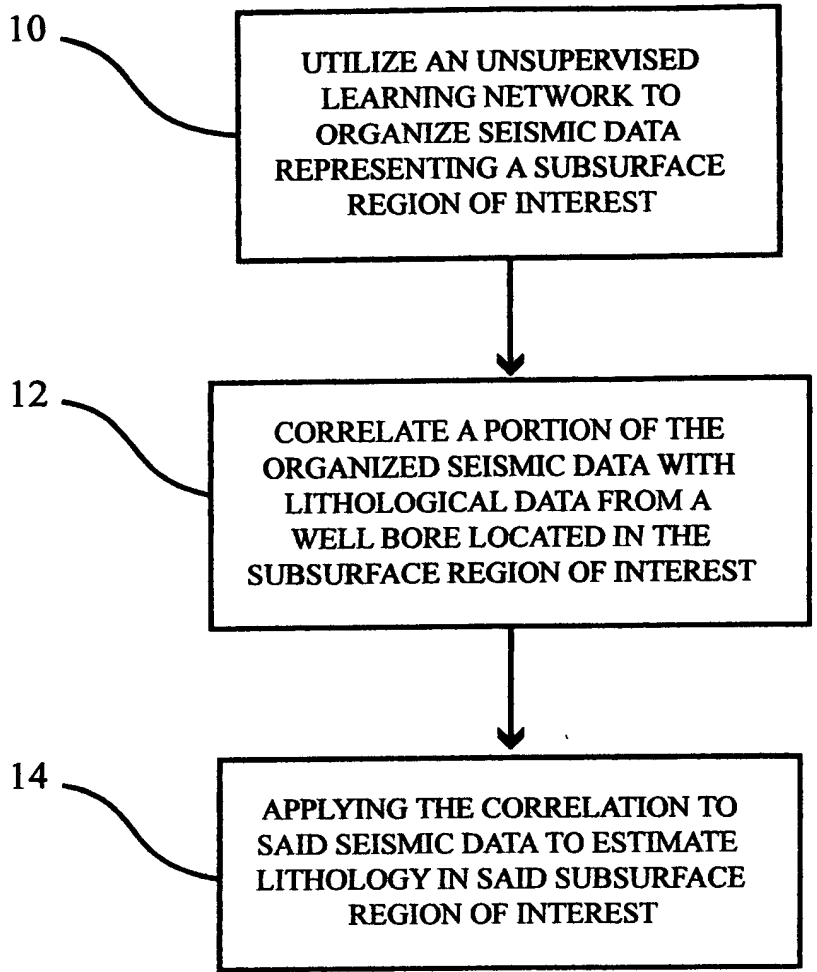 10
UTILIZE AN UNSUPERVISED
LEARNING NETWORK TO
ORGANIZE SEISMIC DATA
REPRESENTING A SUBSURFACE
REGION OF INTEREST
12
CORRELATE A PORTION OF THE
ORGANIZED SEISMIC DATA WITH
LITHOLOGICAL DATA FROM A
WELL BORE LOCATED IN THE
SUBSURFACE REGION OF INTEREST
14
APPLYING THE CORRELATION TO
SAID SEISMIC DATA TO ESTIMATE
LITHOLOGY IN SAID SUBSURFACE
REGION OF INTEREST